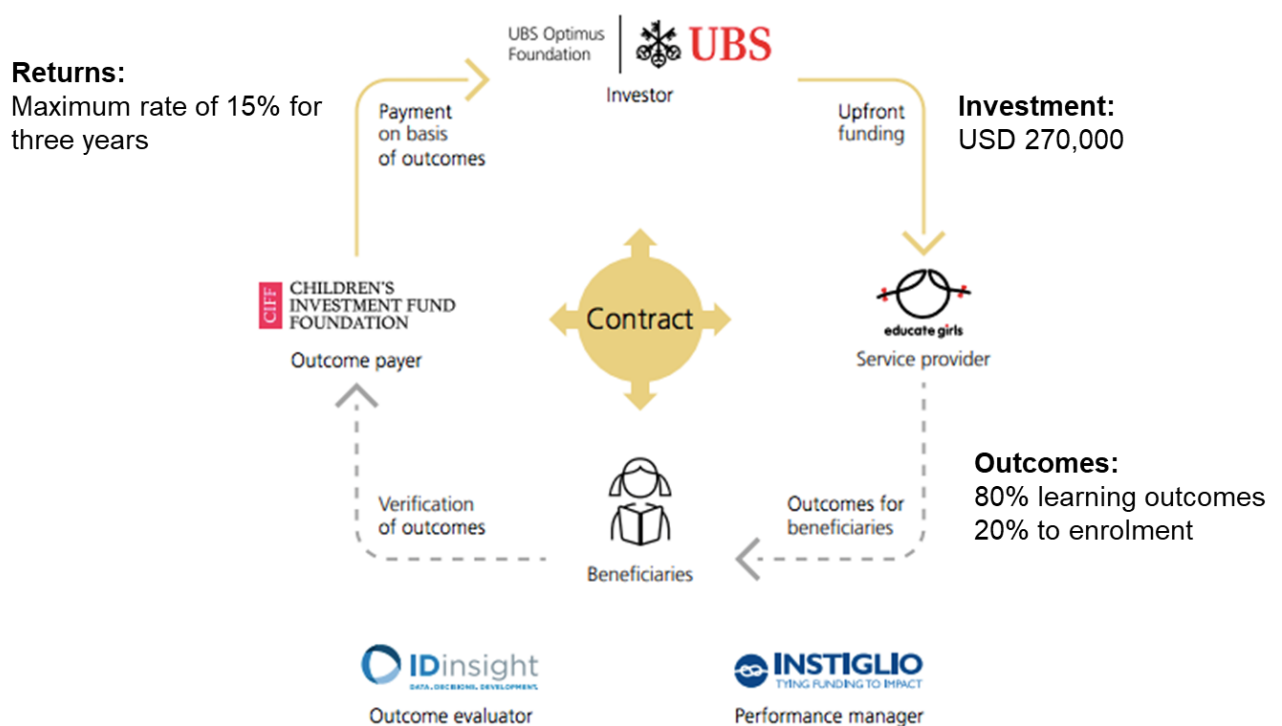 UBS Optimus
Foundation
UBS
Investor
Returns:
Maximum rate of 15% for
three years
Payment
on basis
of outcomes
Upfront
funding
Investment:
USD 270,000
CIFF
CHILDREN'S
INVESTMENT FUND
FOUNDATION
Outcome payer
Contract
educate girls
Service provider
Verification
of outcomes
Beneficiaries
Outcomes for
beneficiaries
Outcomes:
80% learning outcomes
20% to enrolment
IDinsight
DATA. DECISIONS. DEVELOPMENT.
Outcome evaluator
INSTIGLIO
TYING FUNDING TO IMPACT
Performance manager